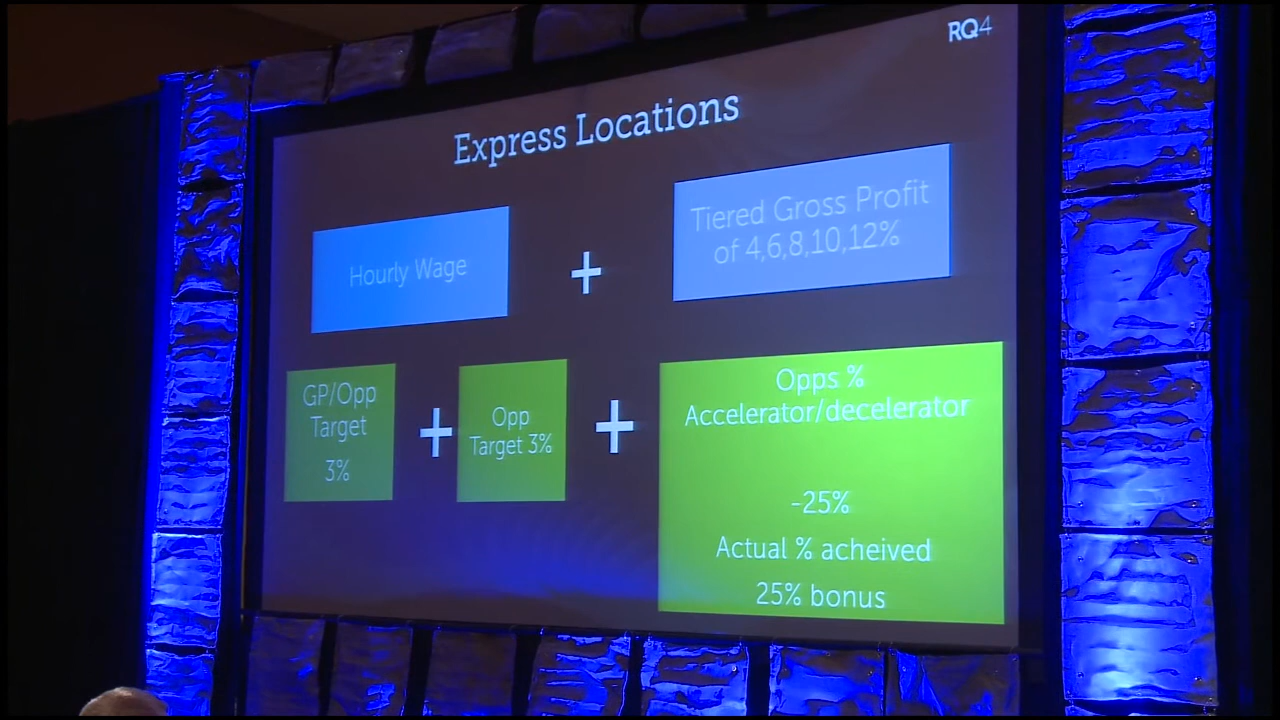 RQ4
Express Locations
Hourly Wage
+
Tiered Gross Profit
of 4,6,8,10,12%
GP/Opp
Target
3%
+
Opp
Target 3%
+
Opps %
Accelerator/decelerator
-25%
Actual % acheived
25% bonus